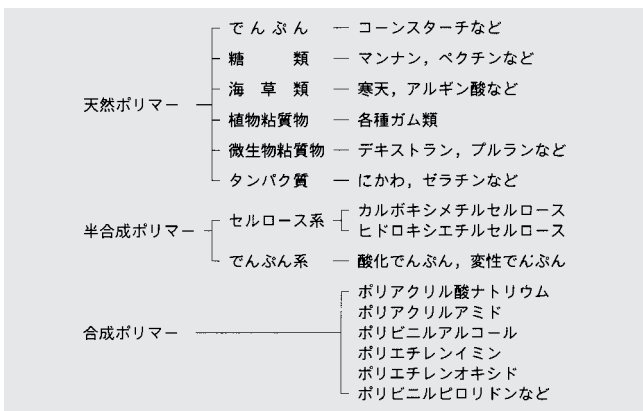 でんぷん ― コーンスターチなど
糖類 ― マンナン，ペクチンなど
海草類 ― 寒天，アルギン酸など
天然ポリマー
植物粘質物 ― 各種ガム類
微生物粘質物 ― デキストラン，プルランなど
タンパク質 ― にかわ，ゼラチンなど
カルボキシメチルセルロース
セルロース系
半合成ポリマー
ヒドロキシエチルセルロース
でんぷん系 ― 酸化でんぷん，変性でんぷん
ポリアクリル酸ナトリウム
ポリアクリルアミド
合成ポリマー
ポリビニルアルコール
ポリエチレンイミン
ポリエチレンオキシド
ポリビニルピロリドンなど